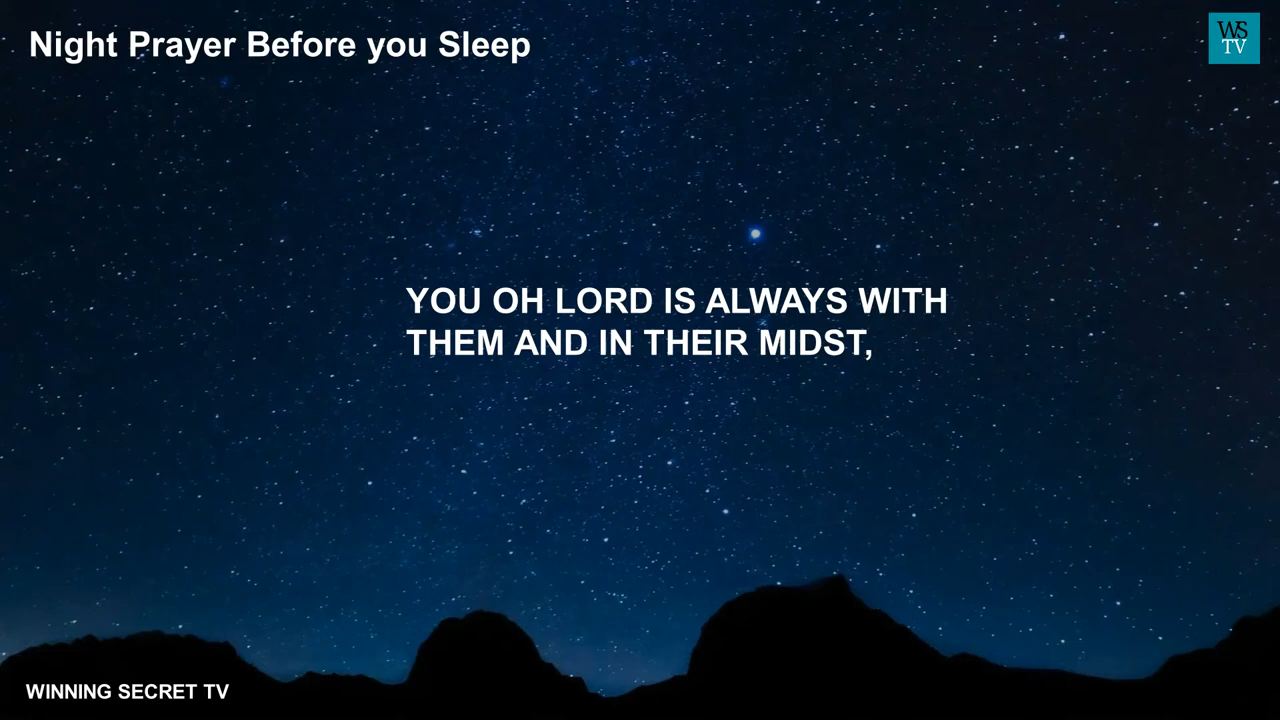 Night Prayer Before you Sleep
WS
TV
YOU OH LORD IS ALWAYS WITH
THEM AND IN THEIR MIDST,
WINNING SECRET TV